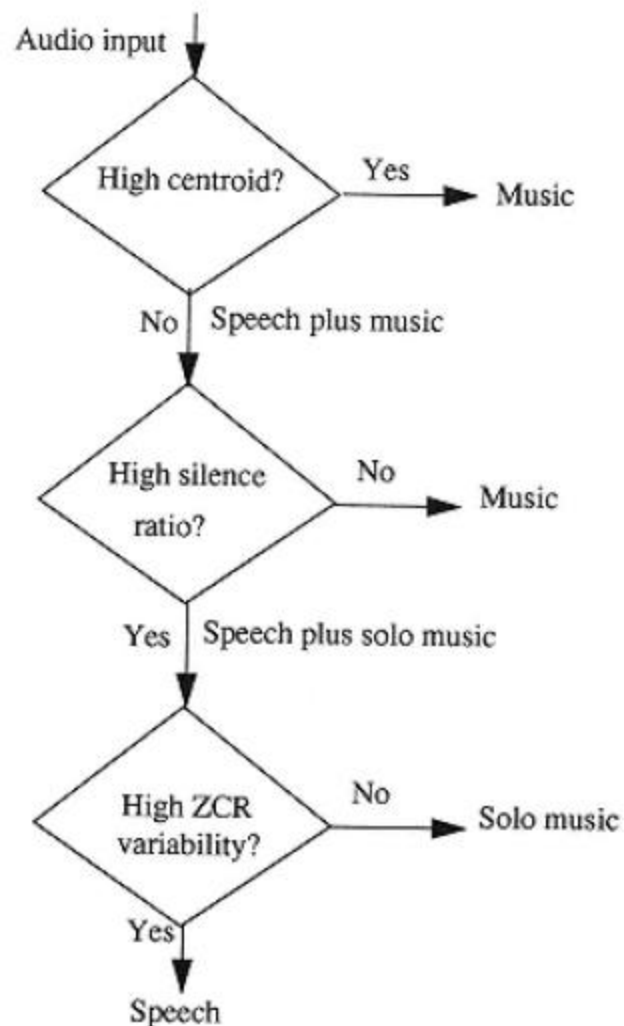 Audio input
High centroid?
Yes
Music
No
Speech plus music
High silence
ratio?
No
Music
Yes
Speech plus solo music
High ZCR
variability?
No
Solo music
Yes
Speech